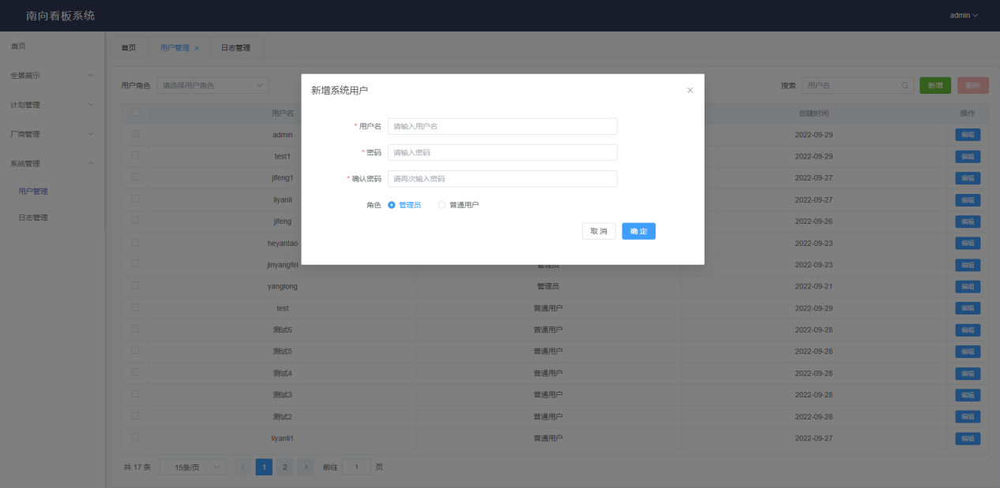 南向看板系统
admin
首页
全景展示
计划管理
厂商管理
系统管理
用户管理
日志管理
首页 用户管理 × 日志管理
用户角色 请选择用户角色 搜索 用户名 新增 删除
用户名 创建时间 操作
admin 2022-09-29 编辑
test1 2022-09-29 编辑
jifeng1 2022-09-27 编辑
liyanli 2022-09-27 编辑
jifeng 2022-09-26 编辑
heyantao 2022-09-23 编辑
jinyangfei 管理员 2022-09-23 编辑
yanglong 管理员 2022-09-21 编辑
test 普通用户 2022-09-29 编辑
测试6 普通用户 2022-09-28 编辑
测试5 普通用户 2022-09-28 编辑
测试4 普通用户 2022-09-28 编辑
测试3 普通用户 2022-09-28 编辑
测试2 普通用户 2022-09-28 编辑
liyanli1 普通用户 2022-09-27 编辑
共 17 条 15条/页 < 1 2 > 前往 1 页
新增系统用户 ×
* 用户名 请输入用户名
* 密码 请输入密码
* 确认密码 请再次输入密码
角色 管理员 普通用户
取 消 确 定